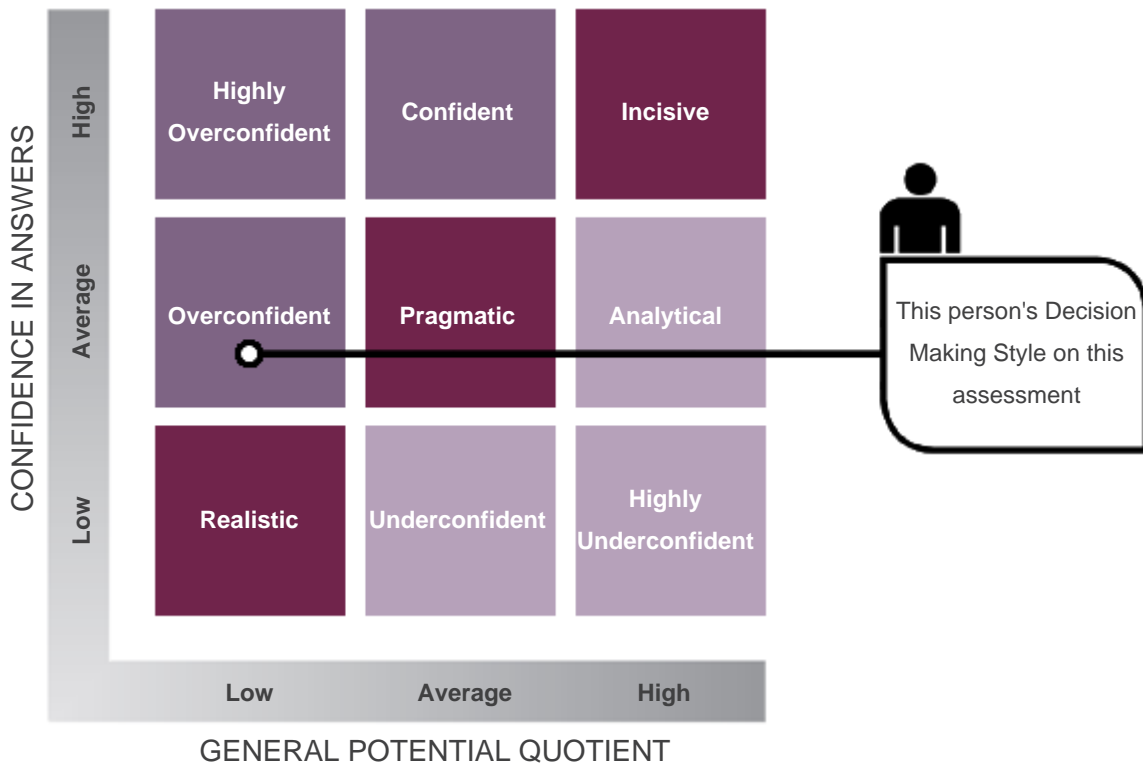 CONFIDENCE IN ANSWERS
High
Average
Low
Highly
Overconfident
Confident
Incisive
Overconfident
Pragmatic
Analytical
Realistic
Underconfident
Highly
Underconfident
This person's Decision
Making Style on this
assessment
Low
Average
High
GENERAL POTENTIAL QUOTIENT